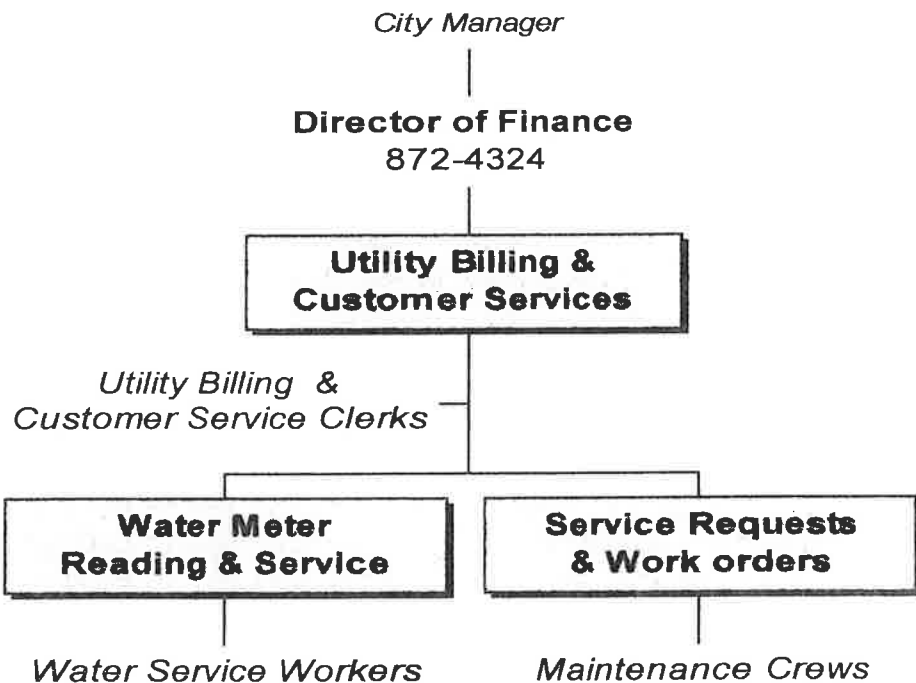 City Manager
Director of Finance
872-4324
Utility Billing &
Customer Services
Utility Billing &
Customer Service Clerks
Water Meter
Reading & Service
Service Requests
& Work orders
Water Service Workers
Maintenance Crews